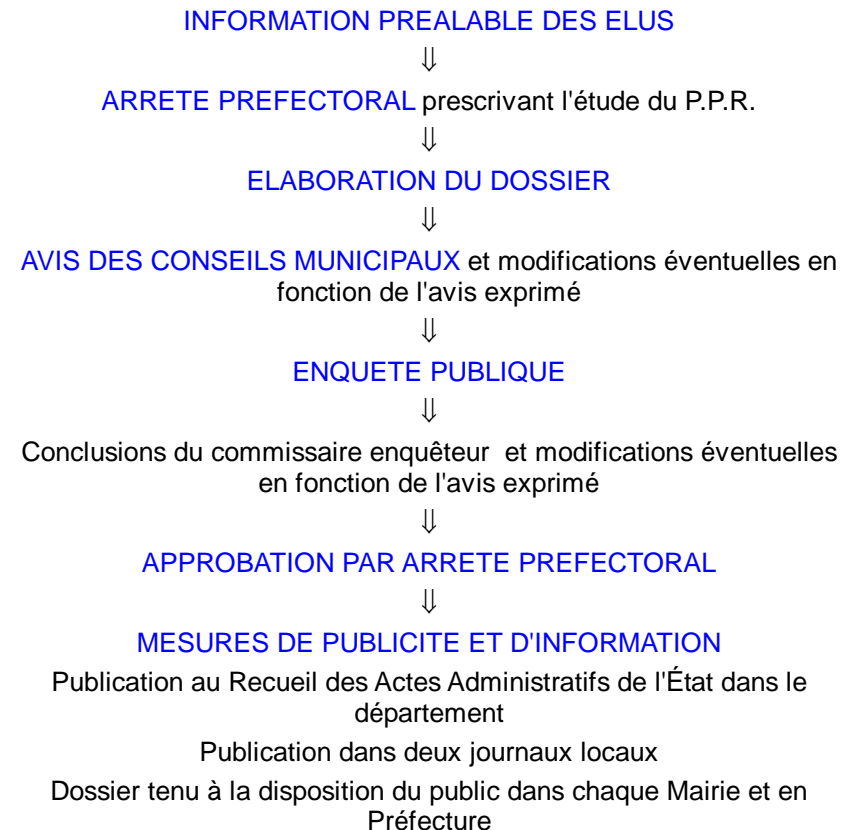 INFORMATION PREALABLE DES ELUS
⇓
ARRETE PREFECTORAL prescrivant l'étude du P.P.R.
⇓
ELABORATION DU DOSSIER
⇓
AVIS DES CONSEILS MUNICIPAUX et modifications éventuelles en
fonction de l'avis exprimé
⇓
ENQUETE PUBLIQUE
⇓
Conclusions du commissaire enquêteur et modifications éventuelles
en fonction de l'avis exprimé
⇓
APPROBATION PAR ARRETE PREFECTORAL
⇓
MESURES DE PUBLICITE ET D'INFORMATION
Publication au Recueil des Actes Administratifs de l'État dans le
département
Publication dans deux journaux locaux
Dossier tenu à la disposition du public dans chaque Mairie et en
Préfecture